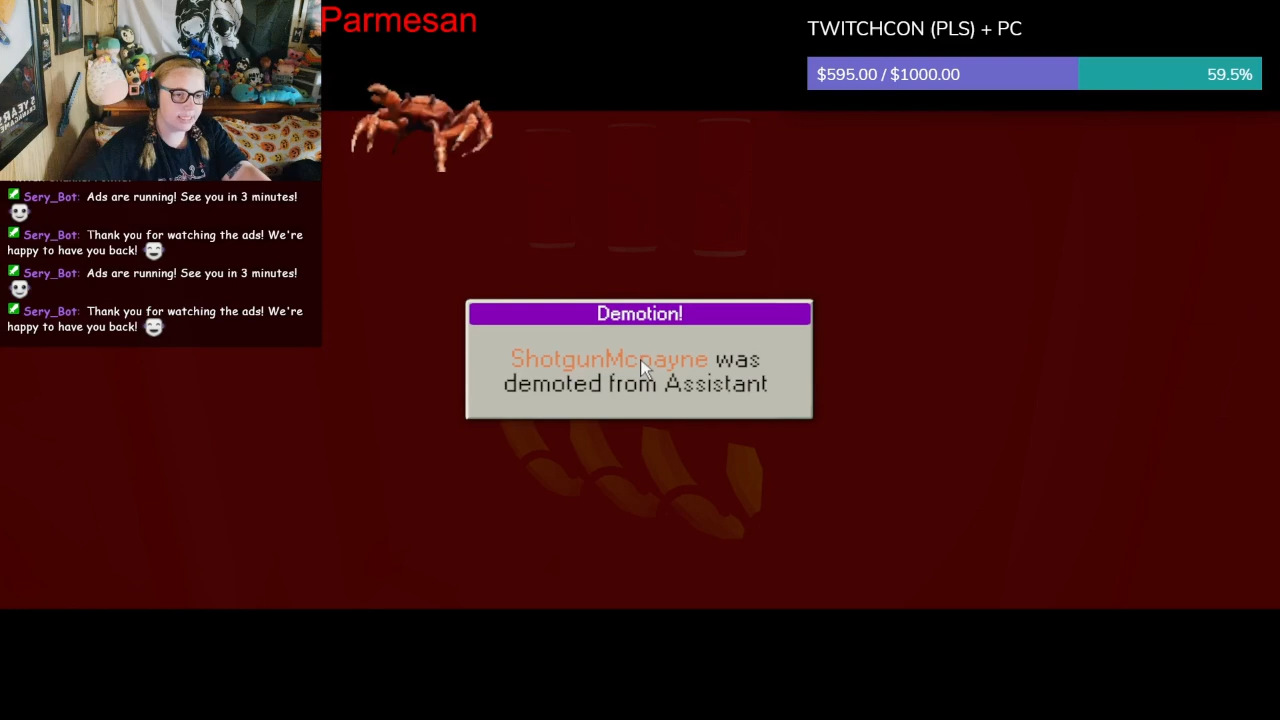 Parmesan
TWITCHCON (PLS) + PC
$595.00 / $1000.00 59.5%
Sery_Bot: Ads are running! See you in 3 minutes!
Sery_Bot: Thank you for watching the ads! We're
happy to have you back!
Sery_Bot: Ads are running! See you in 3 minutes!
Sery_Bot: Thank you for watching the ads! We're
happy to have you back!
Demotion!
ShotgunMcpayne was
demoted from Assistant